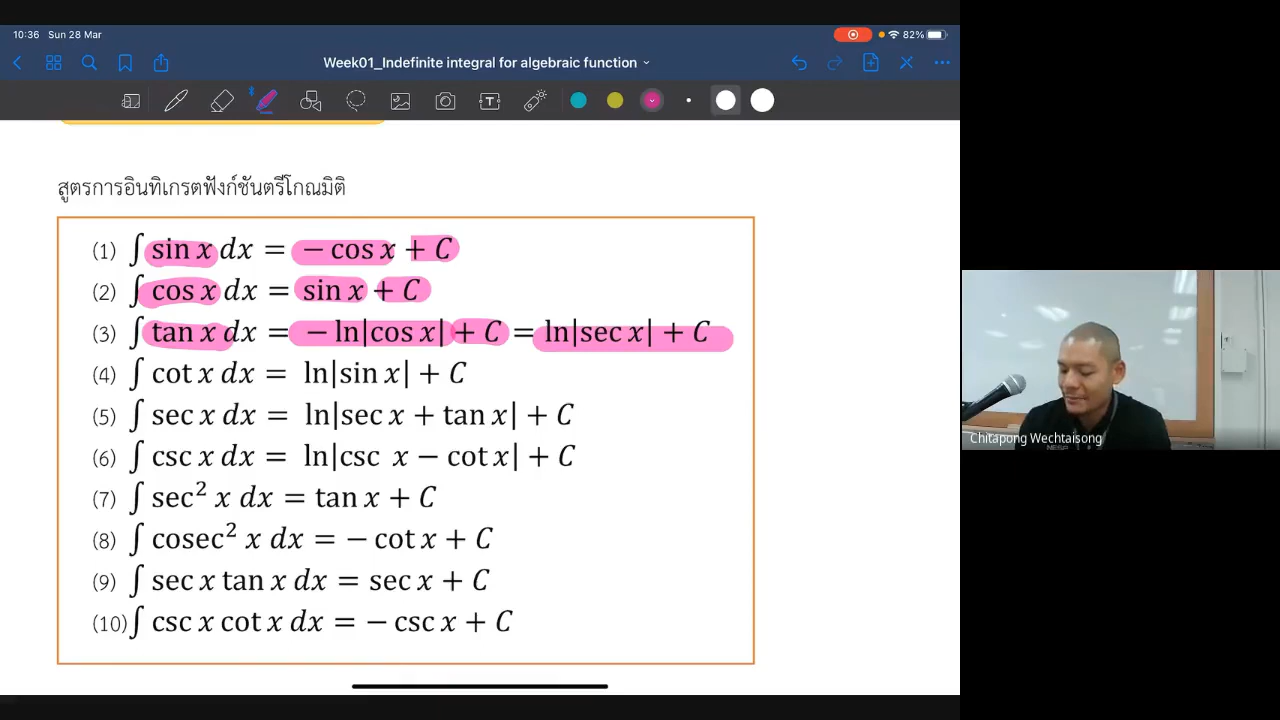 10:36 Sun 28 Mar 82%
Week01_Indefinite integral for algebraic function
สูตรการอินทิเกรตฟังก์ชันตรีโกณมิติ
(1) ∫ sin x dx = − cos x + C
(2) ∫ cos x dx = sin x + C
(3) ∫ tan x dx = − ln|cos x| + C = ln|sec x| + C
(4) ∫ cot x dx = ln|sin x| + C
(5) ∫ sec x dx = ln|sec x + tan x| + C
(6) ∫ csc x dx = ln|csc x − cot x| + C
(7) ∫ sec² x dx = tan x + C
(8) ∫ cosec² x dx = − cot x + C
(9) ∫ sec x tan x dx = sec x + C
(10) ∫ csc x cot x dx = − csc x + C
Chitapong Wechtaisong